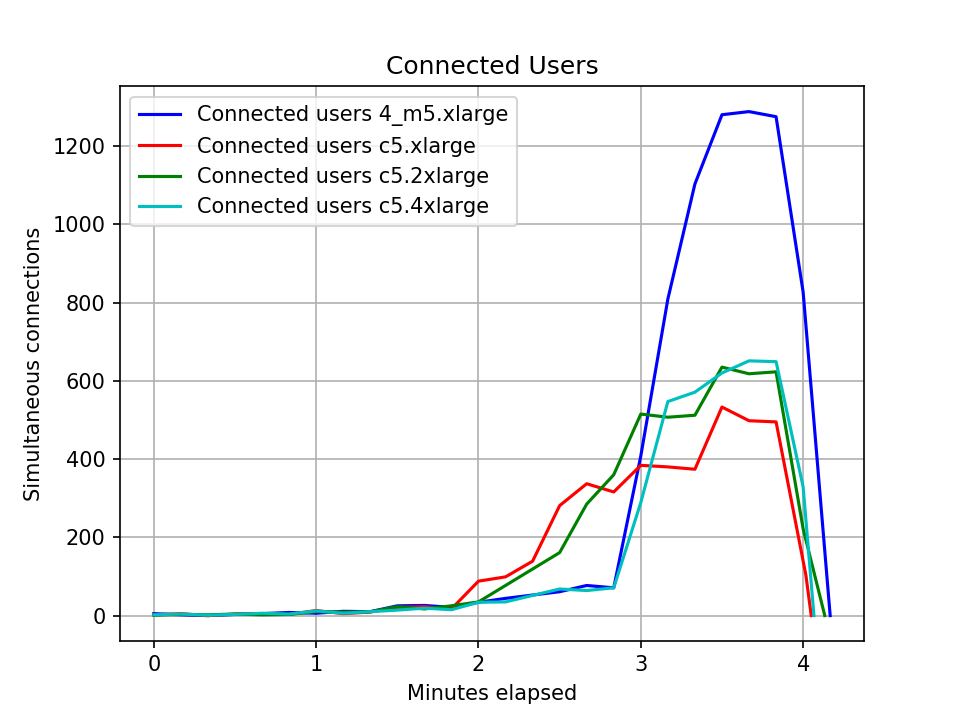 Connected Users
Connected users 4_m5.xlarge
Connected users c5.xlarge
Connected users c5.2xlarge
Connected users c5.4xlarge
Simultaneous connections
1200
1000
800
600
400
200
0
0 1 2 3 4
Minutes elapsed